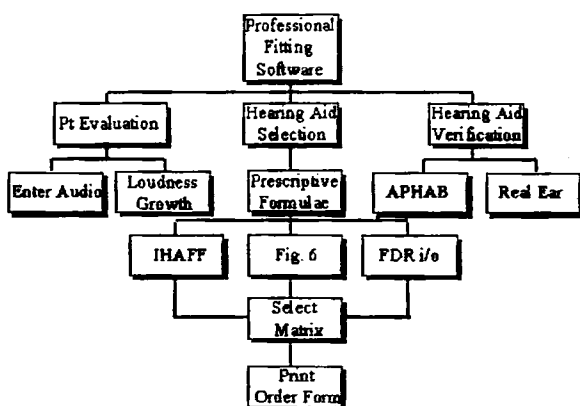 Professional
Fitting
Software
Pt Evaluation
Hearing Aid
Selection
Hearing Aid
Verification
Enter Audio
Loudness
Growth
Prescriptive
Formulae
APHAB
Real Ear
IHAFF
Fig. 6
FDR i/o
Select
Matrix
Print
Order Form